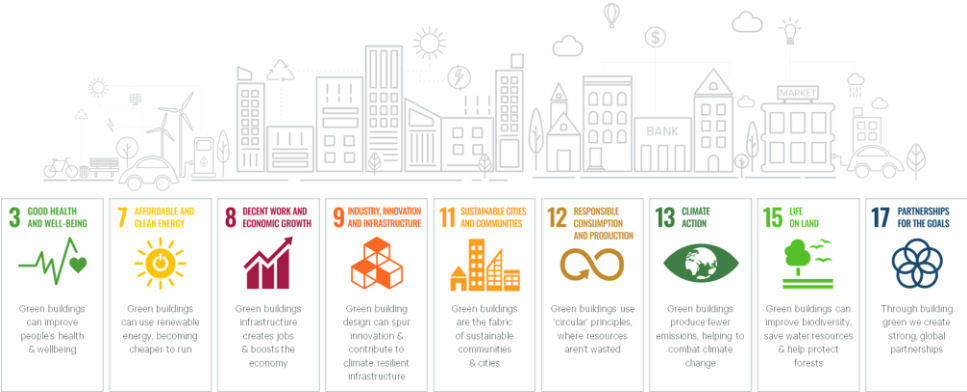 $
MARKET
BANK
$
3 GOOD HEALTH
AND WELL-BEING
Green buildings
can improve
people's health
& wellbeing
7 AFFORDABLE AND
CLEAN ENERGY
Green buildings
can use renewable
energy, becoming
cheaper to run
8 DECENT WORK AND
ECONOMIC GROWTH
Green buildings
infrastructure
creates jobs
& boosts the
economy
9 INDUSTRY, INNOVATION
AND INFRASTRUCTURE
Green building
design can spur
innovation &
contribute to
climate resilient
infrastructure
11 SUSTAINABLE CITIES
AND COMMUNITIES
Green buildings
are the fabric
of sustainable
communities
& cities
12 RESPONSIBLE
CONSUMPTION
AND PRODUCTION
Green buildings use
'circular' principles,
where resources
aren't wasted
13 CLIMATE
ACTION
Green buildings
produce fewer
emissions, helping to
combat climate
change
15 LIFE
ON LAND
Green buildings can
improve biodiversity,
save water resources
& help protect
forests
17 PARTNERSHIPS
FOR THE GOALS
Through building
green we create
strong, global
partnerships